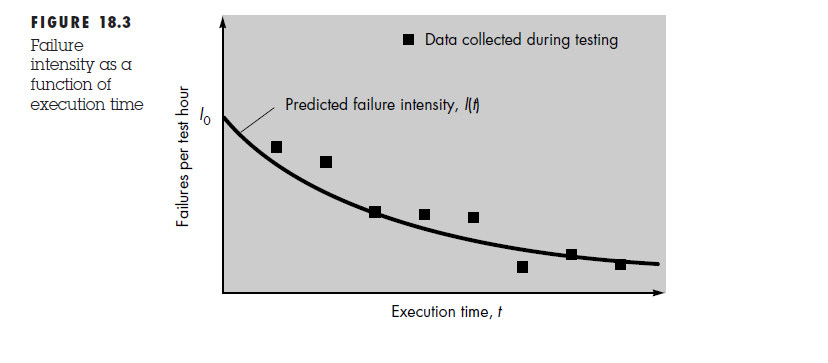 FIGURE 18.3
Failure
intensity as a
function of
execution time
Data collected during testing
Predicted failure intensity, l(t)
l0
Failures per test hour
Execution time, t